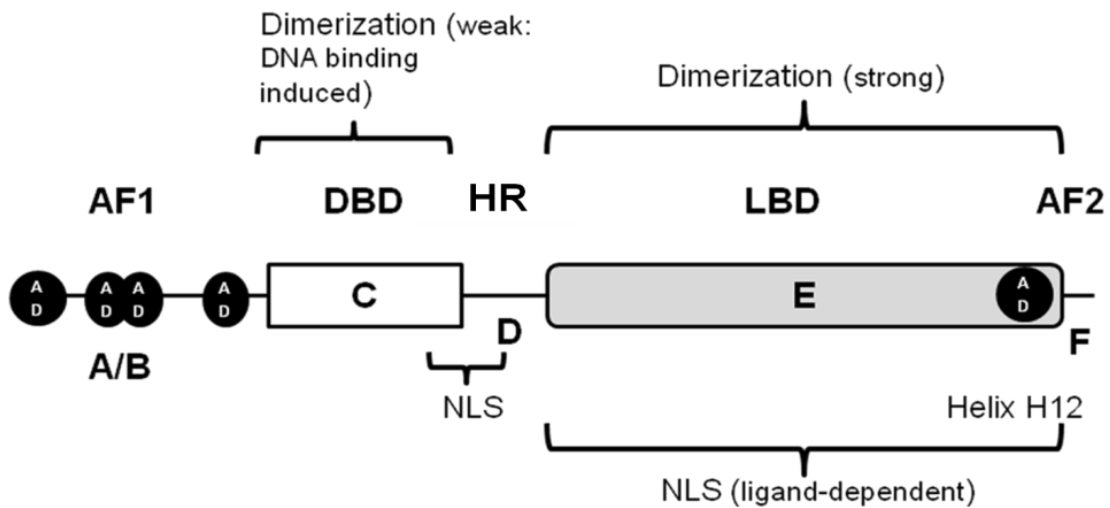 Dimerization (weak:
DNA binding
induced)
Dimerization (strong)
AF1
DBD
HR
LBD
AF2
A
D
A
D
A
D
A
D
C
E
A
D
D
F
A/B
NLS
Helix H12
NLS (ligand-dependent)